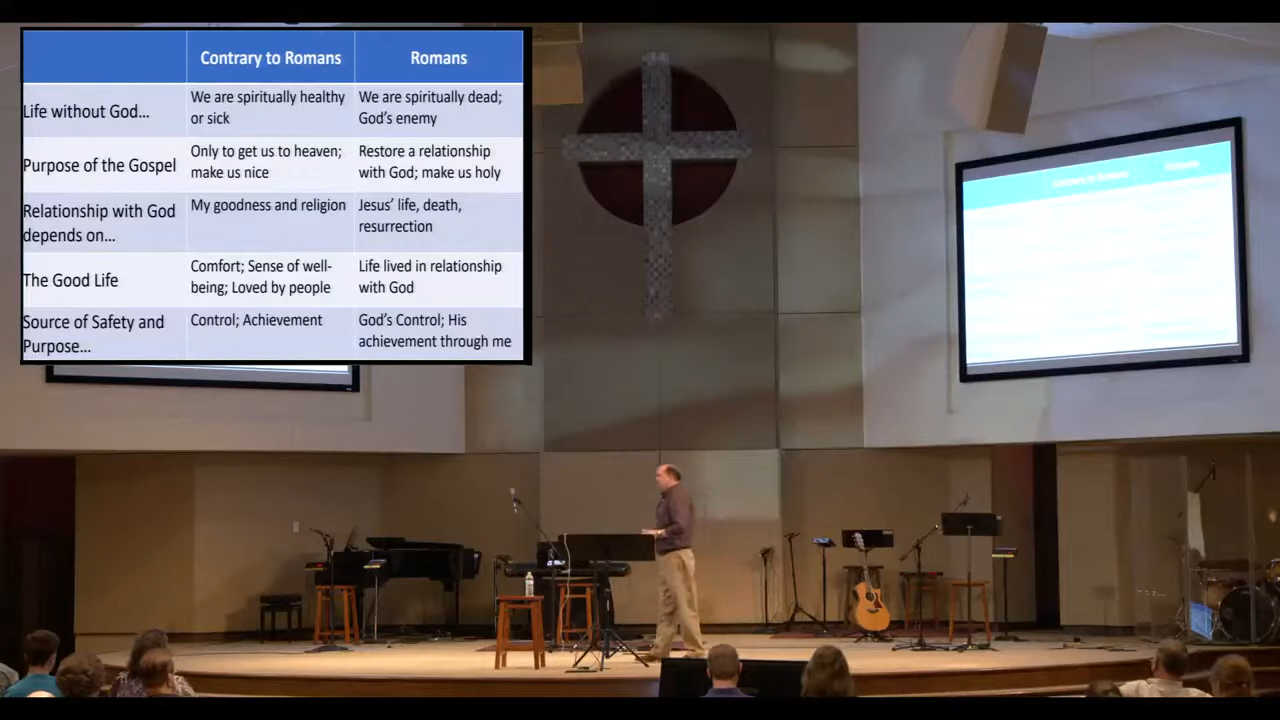 Contrary to Romans
Romans
Life without God...
We are spiritually healthy
or sick
We are spiritually dead;
God's enemy
Purpose of the Gospel
Only to get us to heaven;
make us nice
Restore a relationship
with God; make us holy
Relationship with God
depends on...
My goodness and religion
Jesus' life, death,
resurrection
The Good Life
Comfort; Sense of well-
being; Loved by people
Life lived in relationship
with God
Source of Safety and
Purpose...
Control; Achievement
God's Control; His
achievement through me
Contrary to Romans
Romans